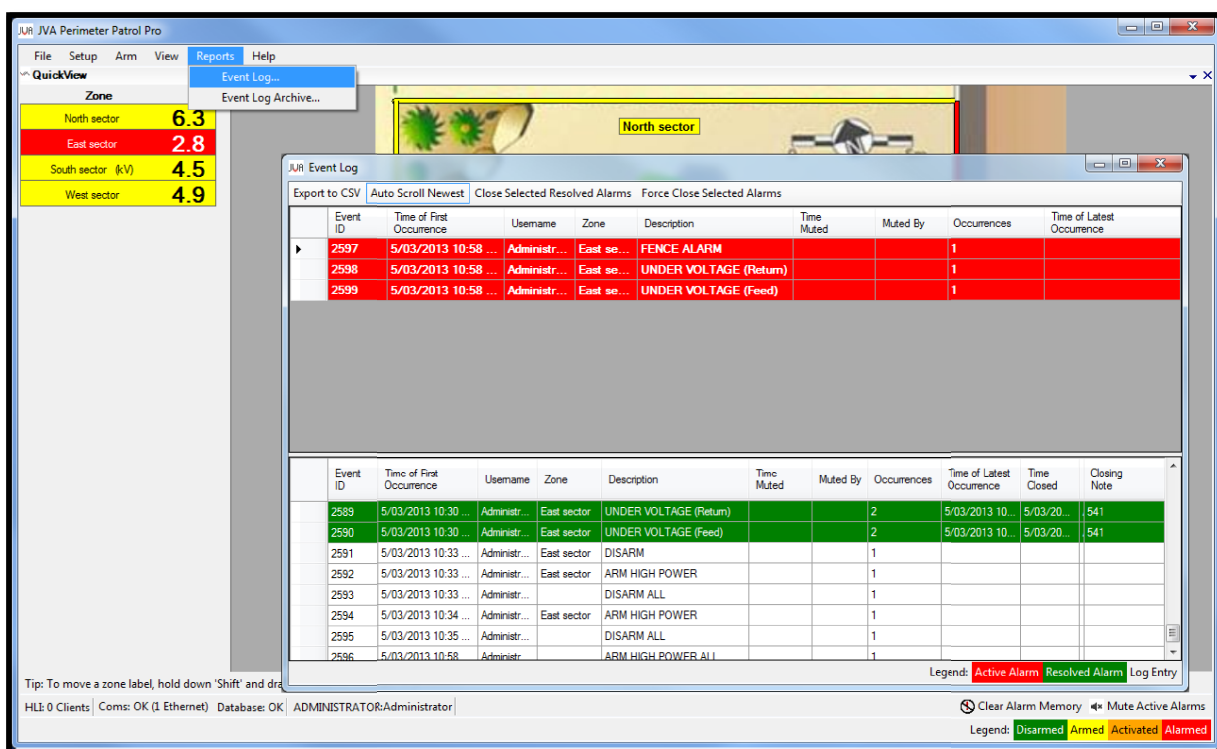 JVA JVA Perimeter Patrol Pro
File Setup Arm View Reports Help
QuickView
Event Log...
Event Log Archive...
Zone
North sector 6.3
East sector 2.8
South sector (kV) 4.5
West sector 4.9
North sector
JVA Event Log
Export to CSV Auto Scroll Newest Close Selected Resolved Alarms Force Close Selected Alarms
Event ID Time of First Occurrence Username Zone Description Time Muted Muted By Occurrences Time of Latest Occurrence
2597 5/03/2013 10:58 ... Administr... East se... FENCE ALARM 1
2598 5/03/2013 10:58 ... Administr... East se... UNDER VOLTAGE (Return) 1
2599 5/03/2013 10:58 ... Administr... East se... UNDER VOLTAGE (Feed) 1
Event ID Time of First Occurrence Username Zone Description Time Muted Muted By Occurrences Time of Latest Occurrence Time Closed Closing Note
2589 5/03/2013 10:30 ... Administr... East sector UNDER VOLTAGE (Return) 2 5/03/2013 10... 5/03/20... 541
2590 5/03/2013 10:30 ... Administr... East sector UNDER VOLTAGE (Feed) 2 5/03/2013 10... 5/03/20... 541
2591 5/03/2013 10:33 ... Administr... East sector DISARM 1
2592 5/03/2013 10:33 ... Administr... East sector ARM HIGH POWER 1
2593 5/03/2013 10:33 ... Administr... DISARM ALL 1
2594 5/03/2013 10:34 ... Administr... East sector ARM HIGH POWER 1
2595 5/03/2013 10:35 ... Administr... DISARM ALL 1
2596 5/03/2013 10:58 Administr ARM HIGH POWER ALL 1
Legend: Active Alarm Resolved Alarm Log Entry
Tip: To move a zone label, hold down 'Shift' and dra
HLI: 0 Clients Coms: OK (1 Ethernet) Database: OK ADMINISTRATOR:Administrator Clear Alarm Memory Mute Active Alarms
Legend: Disarmed Armed Activated Alarmed